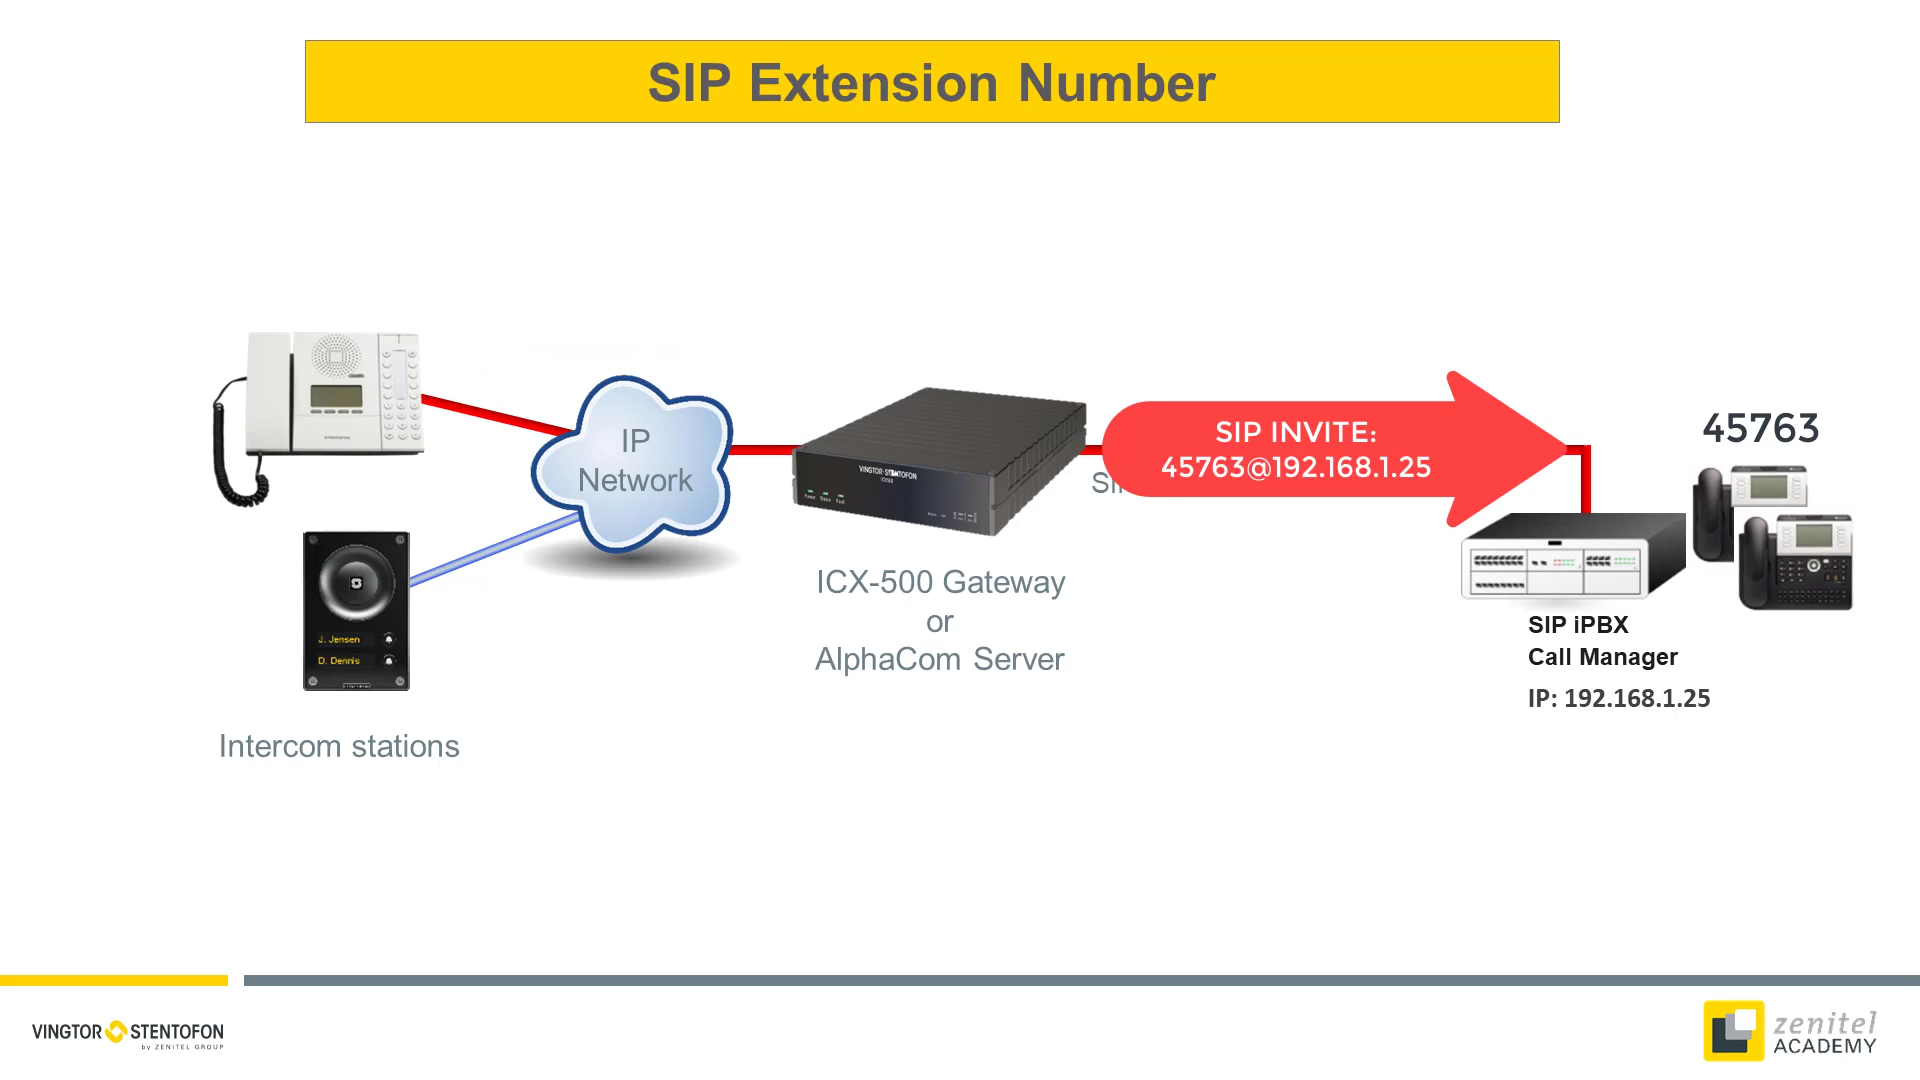 SIP Extension Number
45763
SIP INVITE:
45763@192.168.1.25
IP
Network
VINGTOR-STENTOFON
ICX-500 Gateway
or
AlphaCom Server
SIP iPBX
Call Manager
IP: 192.168.1.25
J. Jensen
D. Dennis
Intercom stations
VINGTOR STENTOFON
by ZENITEL GROUP
zenitel
ACADEMY